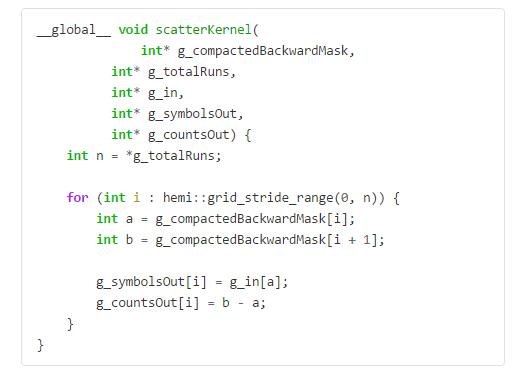 __global__ void scatterKernel(
            int* g_compactedBackwardMask,
        int* g_totalRuns,
        int* g_in,
        int* g_symbolsOut,
        int* g_countsOut) {
    int n = *g_totalRuns;

    for (int i : hemi::grid_stride_range(0, n)) {
        int a = g_compactedBackwardMask[i];
        int b = g_compactedBackwardMask[i + 1];

        g_symbolsOut[i] = g_in[a];
        g_countsOut[i] = b - a;
    }
}